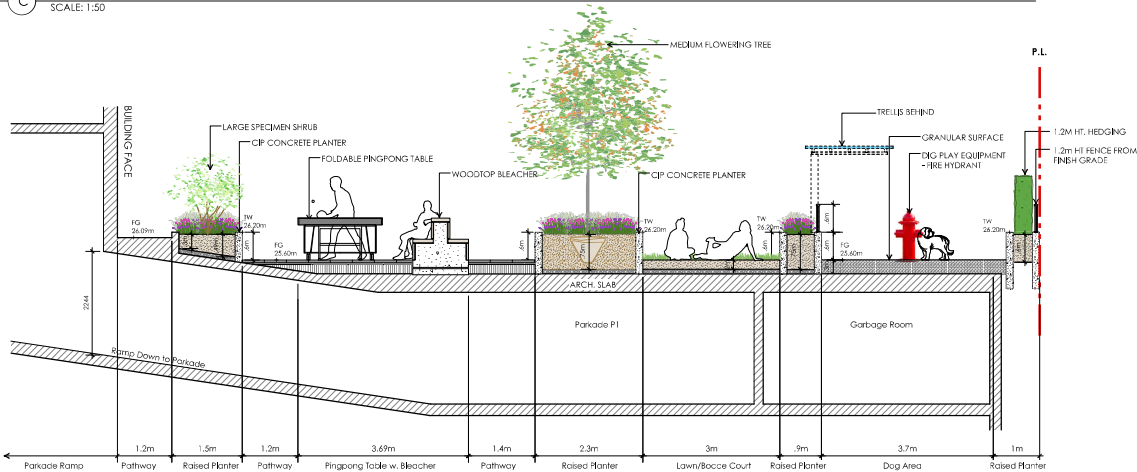 C
SCALE: 1:50
MEDIUM FLOWERING TREE
P.L.
BUILDING FACE
LARGE SPECIMEN SHRUB
CIP CONCRETE PLANTER
FOLDABLE PINGPONG TABLE
WOODTOP BLEACHER
CIP CONCRETE PLANTER
TRELLIS BEHIND
GRANULAR SURFACE
DIG PLAY EQUIPMENT
- FIRE HYDRANT
1.2M HT. HEDGING
1.2m HT FENCE FROM
FINISH GRADE
FG
26.09m
TW
26.20m
.6m
FG
25.60m
.6m
TW
26.20m
.6m
TW
26.20m
.6m
.6m
FG
25.60m
TW
26.20m
.6m
ARCH. SLAB
2244
Ramp Down to Parkade
Parkade P1
Garbage Room
1.2m
1.5m
1.2m
3.69m
1.4m
2.3m
3m
.9m
3.7m
1m
Parkade Ramp
Pathway
Raised Planter
Pathway
Pingpong Table w. Bleacher
Pathway
Raised Planter
Lawn/Bocce Court
Raised Planter
Dog Area
Raised Planter